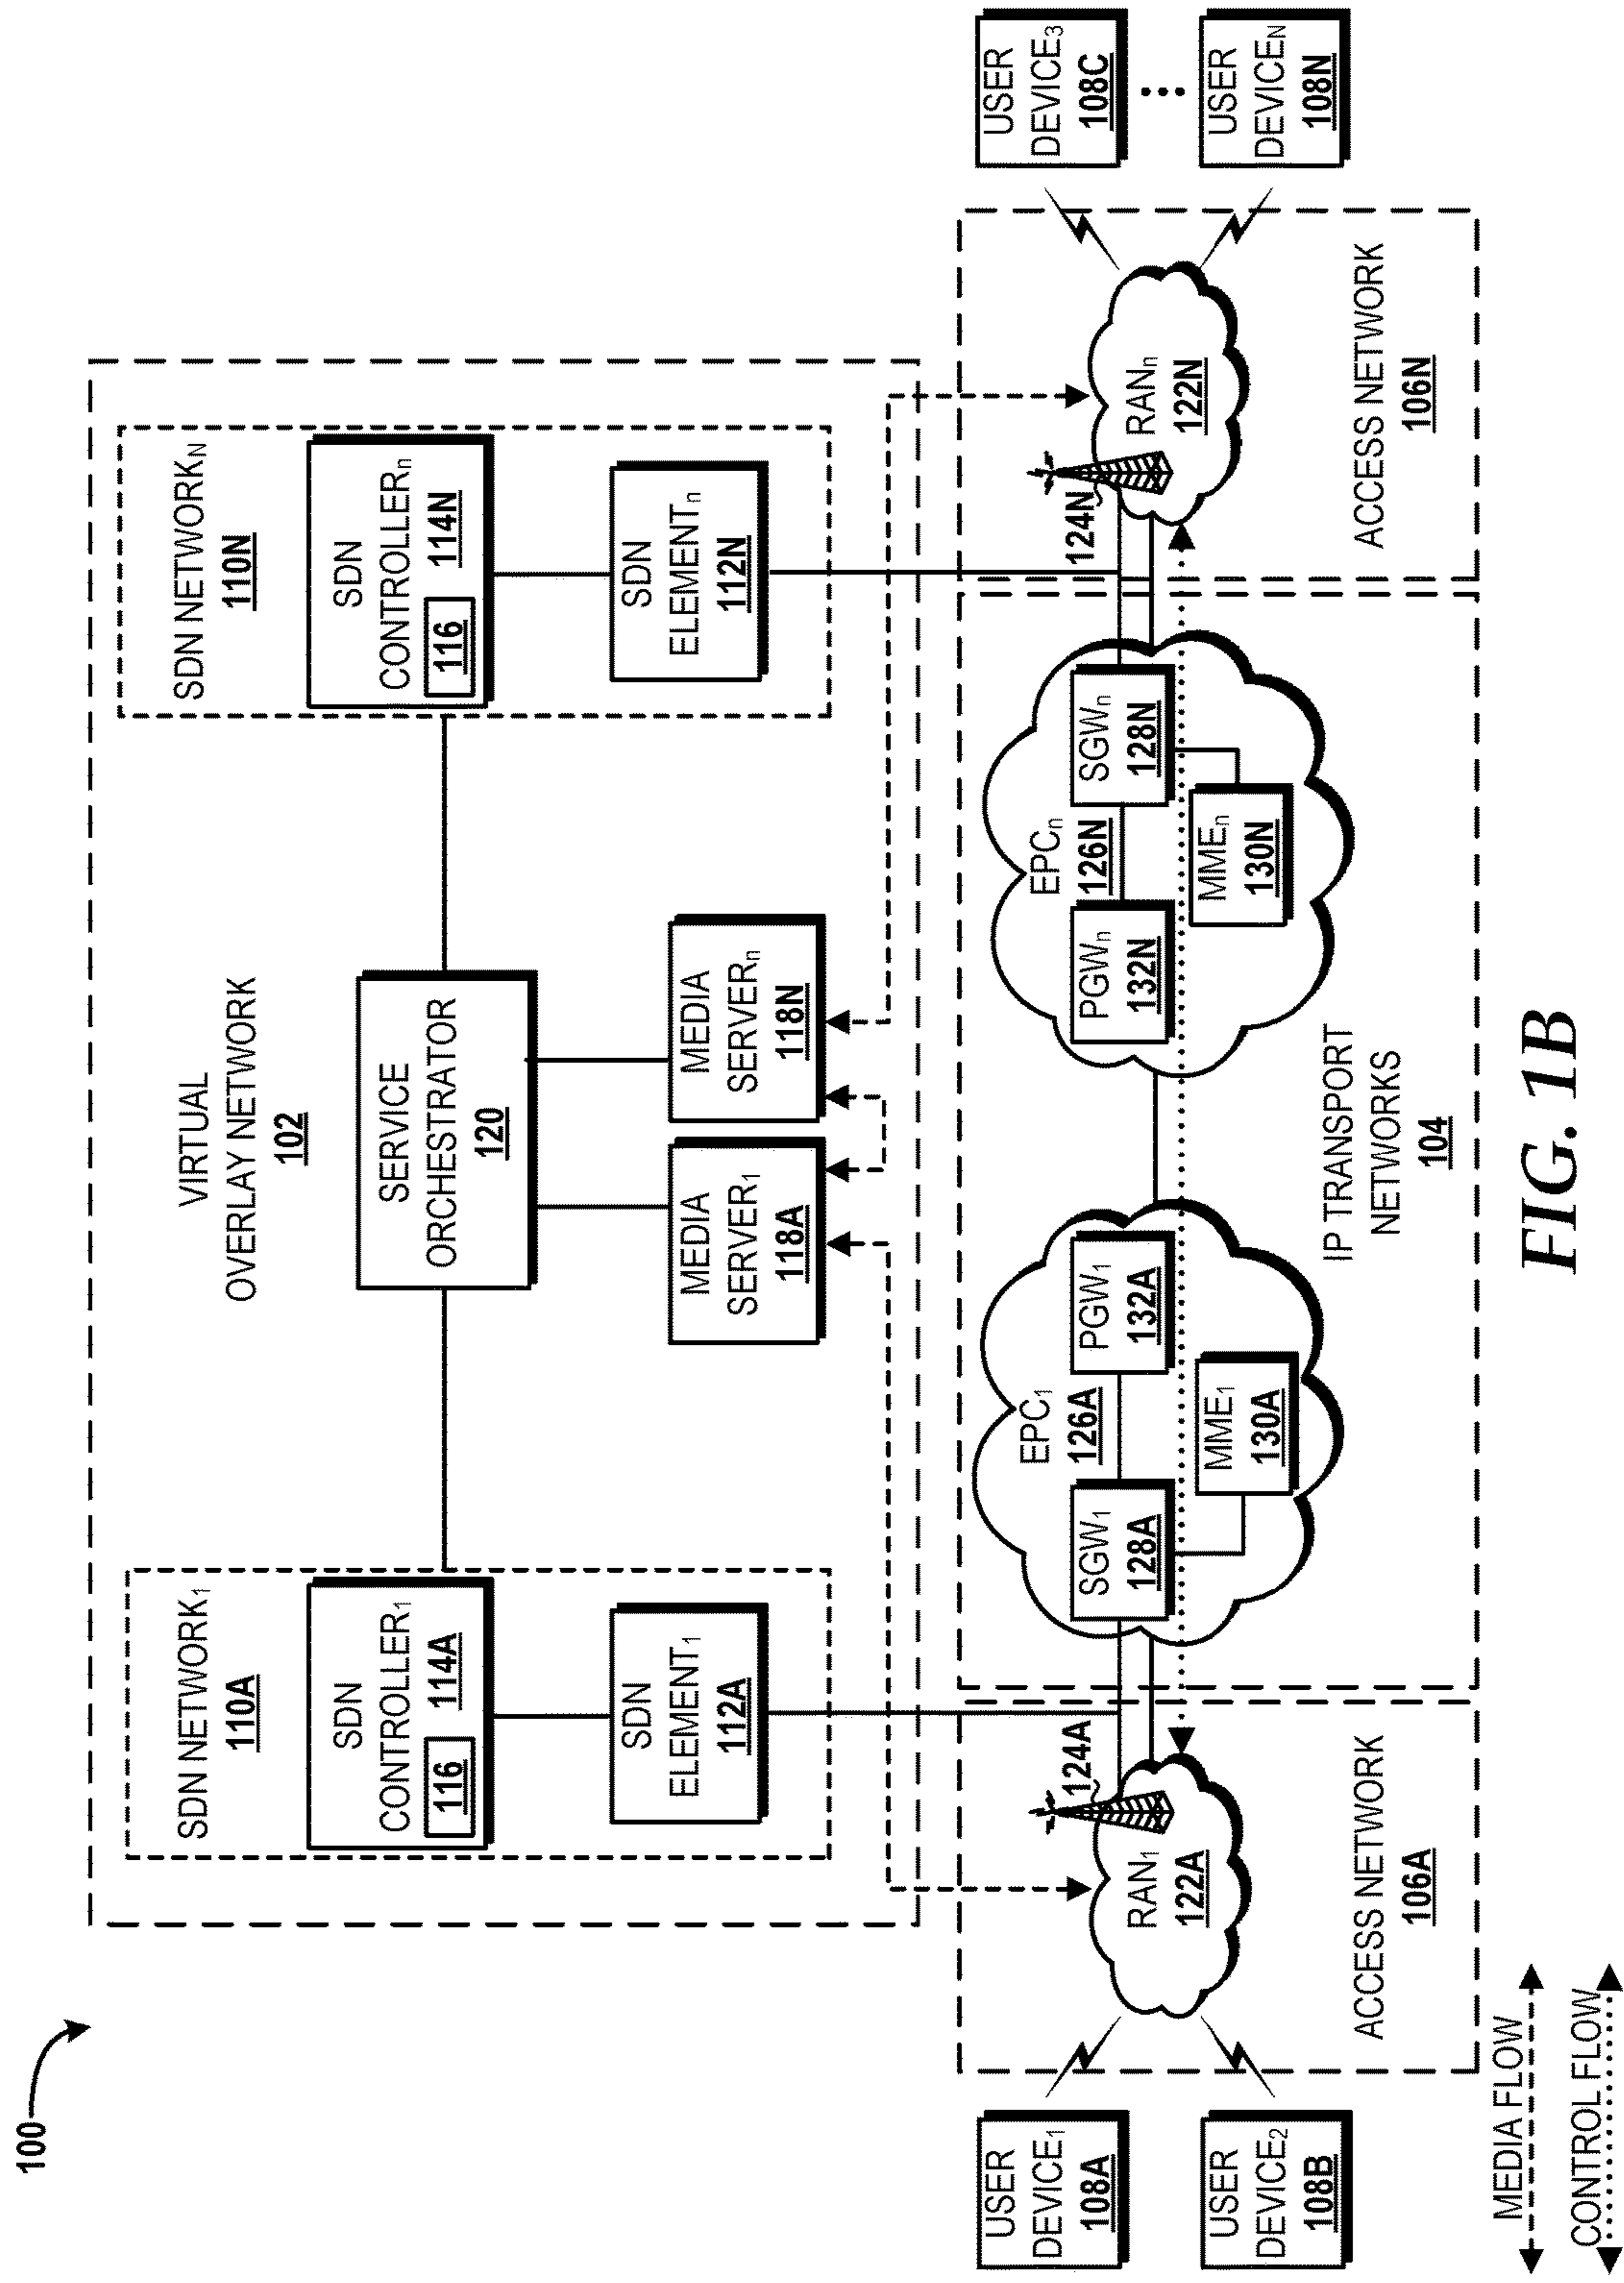 100
VIRTUAL
OVERLAY NETWORK
102
SDN NETWORK1
110A
SDN
CONTROLLER1
116
114A
SDN
ELEMENT1
112A
SERVICE
ORCHESTRATOR
120
MEDIA
SERVER1
118A
MEDIA
SERVERn
118N
SDN NETWORKN
110N
SDN
CONTROLLERn
116
114N
SDN
ELEMENTn
112N
USER
DEVICE1
108A
USER
DEVICE2
108B
124A
RAN1
122A
ACCESS NETWORK
106A
EPC1
126A
SGW1
128A
PGW1
132A
MME1
130A
EPCn
126N
PGWn
132N
SGWn
128N
MMEn
130N
IP TRANSPORT
NETWORKS
104
124N
RANn
122N
ACCESS NETWORK
106N
USER
DEVICE3
108C
USER
DEVICEN
108N
MEDIA FLOW
CONTROL FLOW
FIG. 1B